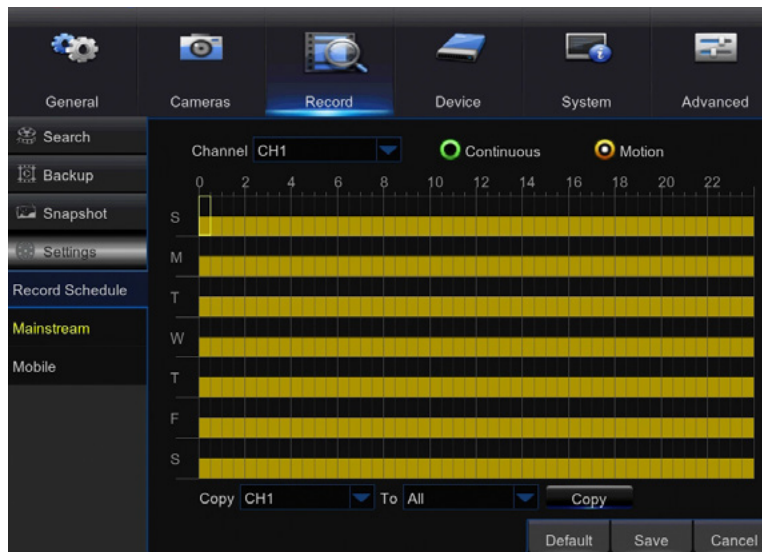 General Cameras Record Device System Advanced
Search
Backup
Snapshot
Settings
Record Schedule
Mainstream
Mobile
Channel CH1 Continuous Motion
0 2 4 6 8 10 12 14 16 18 20 22
S
M
T
W
T
F
S
Copy CH1 To All Copy
Default Save Cancel